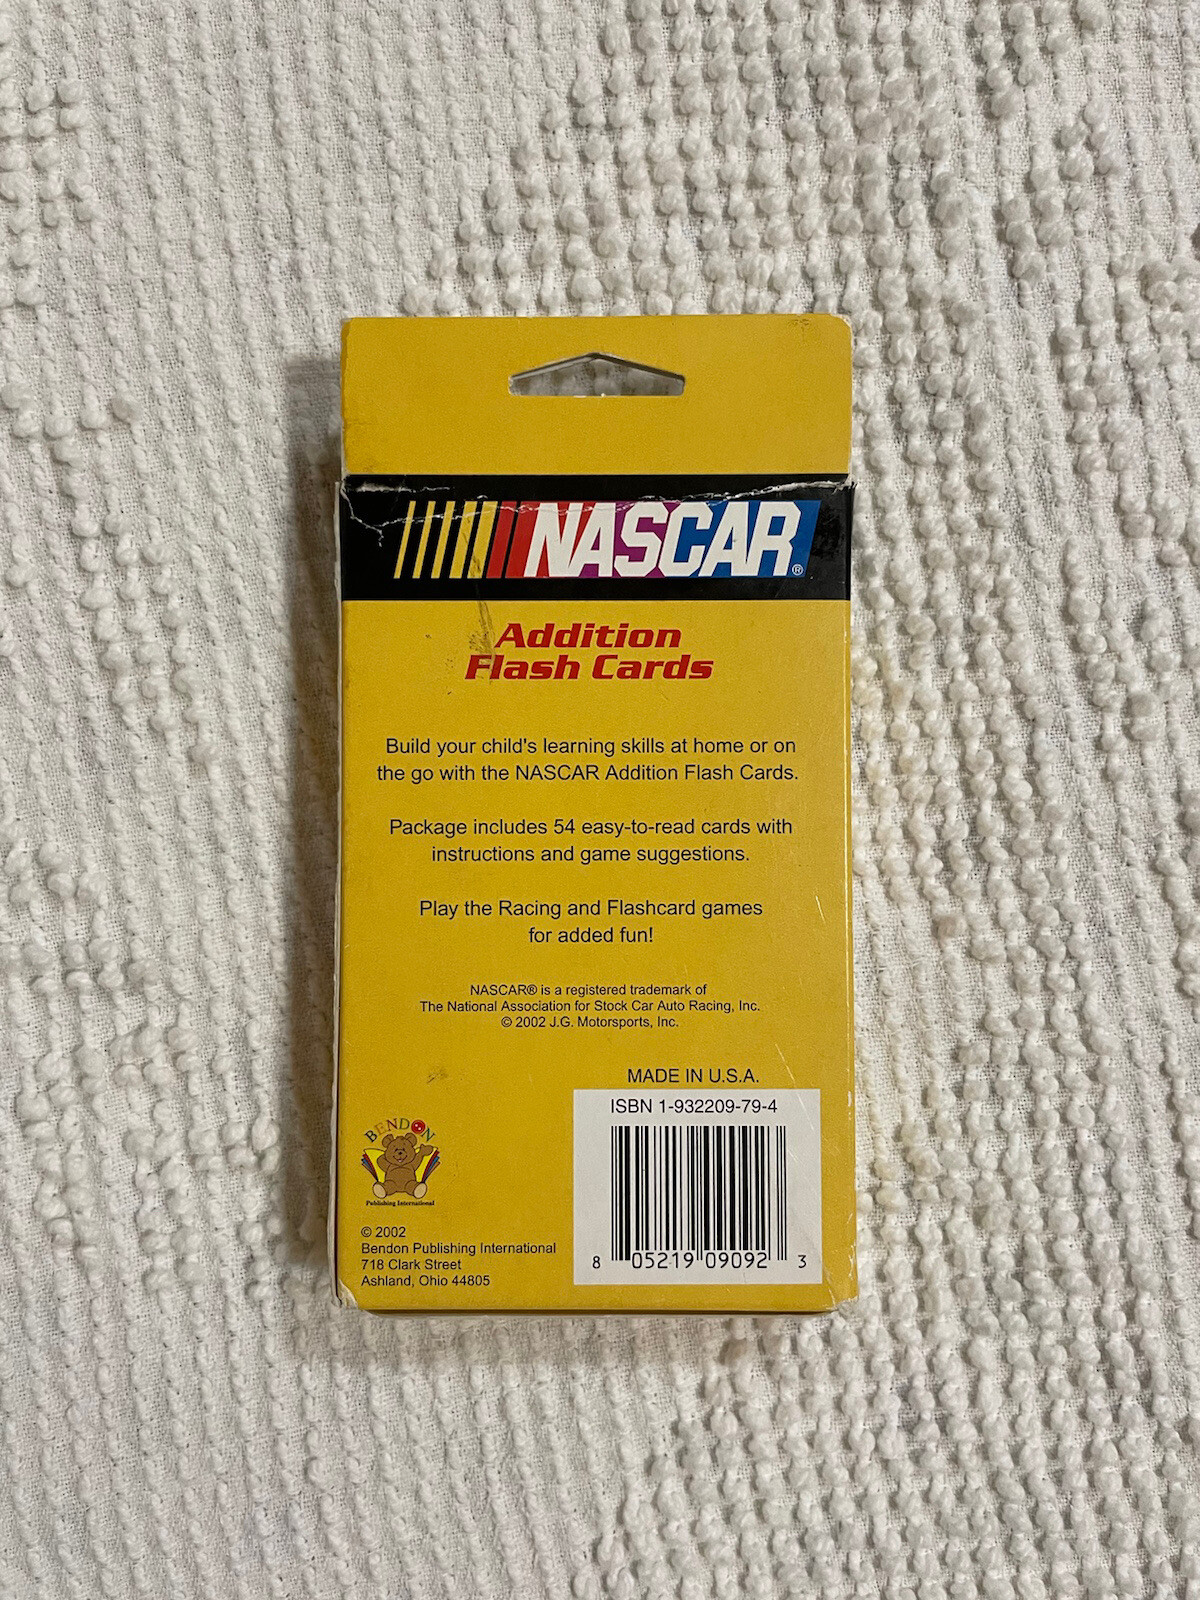 NASCAR®
Addition
Flash Cards
Build your child's learning skills at home or on
the go with the NASCAR Addition Flash Cards.
Package includes 54 easy-to-read cards with
instructions and game suggestions.
Play the Racing and Flashcard games
for added fun!
NASCAR® is a registered trademark of
The National Association for Stock Car Auto Racing, Inc.
© 2002 J.G. Motorsports, Inc.
MADE IN U.S.A.
ISBN 1-932209-79-4
8 05219 09092 3
BENDON
Publishing International
© 2002
Bendon Publishing International
718 Clark Street
Ashland, Ohio 44805